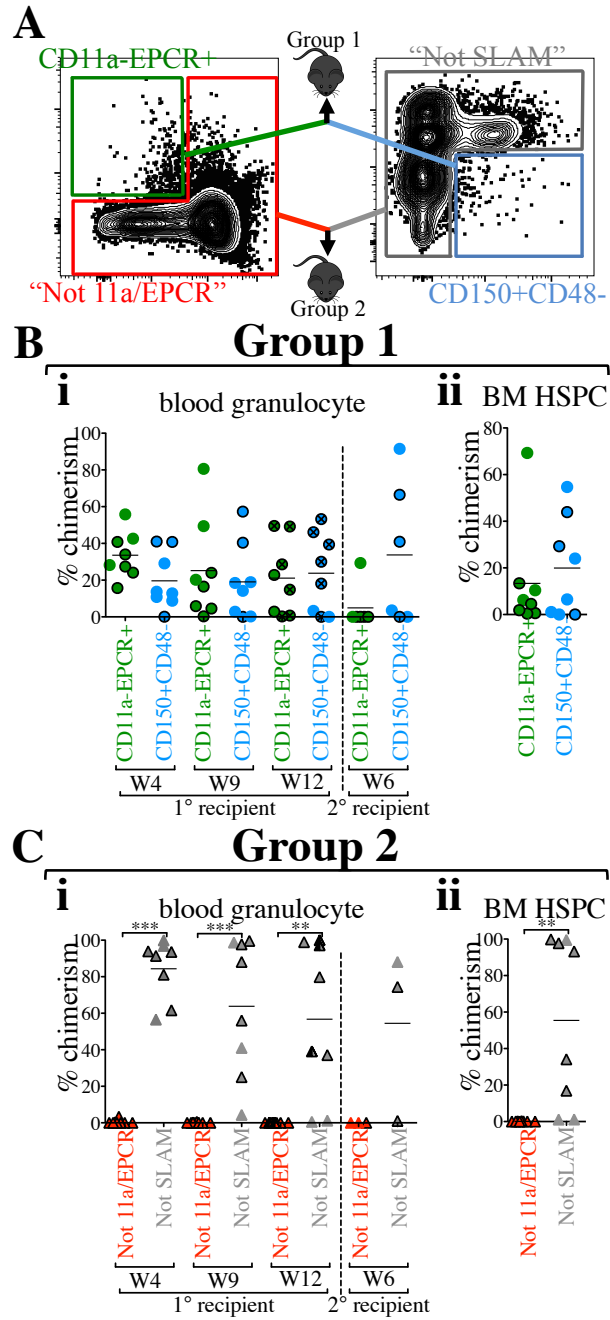 A
Group 1
CD11a-EPCR+
“Not SLAM”
“Not 11a/EPCR”
Group 2
CD150+CD48-
B
Group 1
i
blood granulocyte
ii
BM HSPC
% chimerism
100
80
60
40
20
0
CD11a-EPCR+
CD150+CD48-
CD11a-EPCR+
CD150+CD48-
CD11a-EPCR+
CD150+CD48-
CD11a-EPCR+
CD150+CD48-
W4
W9
W12
W6
1° recipient
2° recipient
% chimerism
80
60
40
20
0
CD11a-EPCR+
CD150+CD48-
C
Group 2
i
blood granulocyte
ii
BM HSPC
***
***
**
% chimerism
100
80
60
40
20
0
Not 11a/EPCR
Not SLAM
Not 11a/EPCR
Not SLAM
Not 11a/EPCR
Not SLAM
Not 11a/EPCR
Not SLAM
W4
W9
W12
W6
1° recipient
2° recipient
**
% chimerism
100
80
60
40
20
0
Not 11a/EPCR
Not SLAM